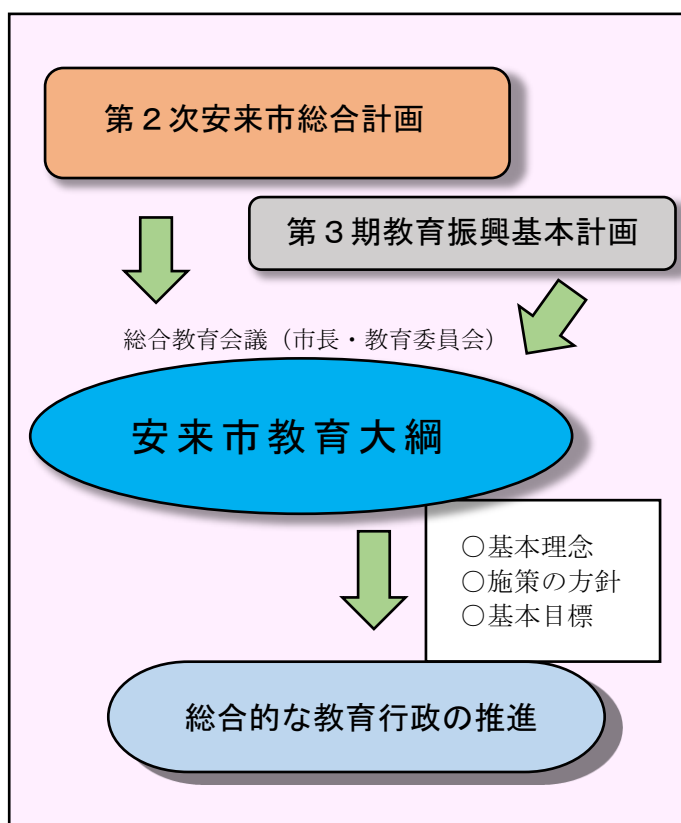 第２次安来市総合計画
第３期教育振興基本計画
総合教育会議（市長・教育委員会）
安来市教育大綱
○基本理念
○施策の方針
○基本目標
総合的な教育行政の推進